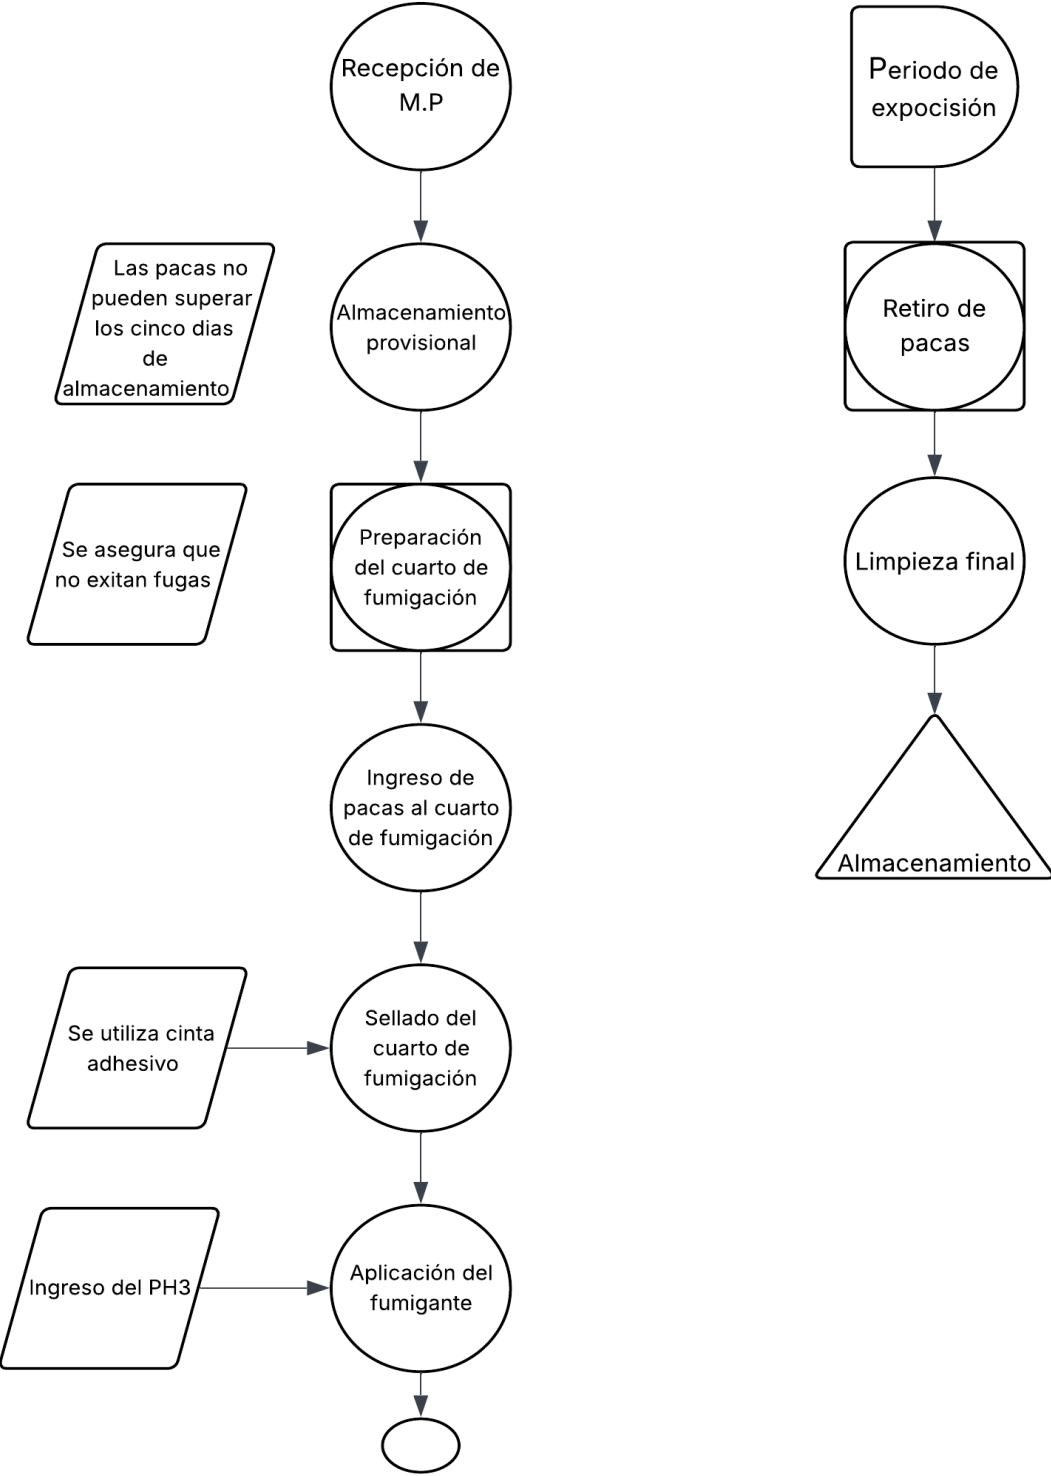 Recepción de
M.P
Las pacas no
pueden superar
los cinco dias
de
almacenamiento
Almacenamiento
provisional
Se asegura que
no exitan fugas
Preparación
del cuarto de
fumigación
Ingreso de
pacas al cuarto
de fumigación
Se utiliza cinta
adhesivo
Sellado del
cuarto de
fumigación
Ingreso del PH3
Aplicación del
fumigante
Periodo de
expocisión
Retiro de
pacas
Limpieza final
Almacenamiento